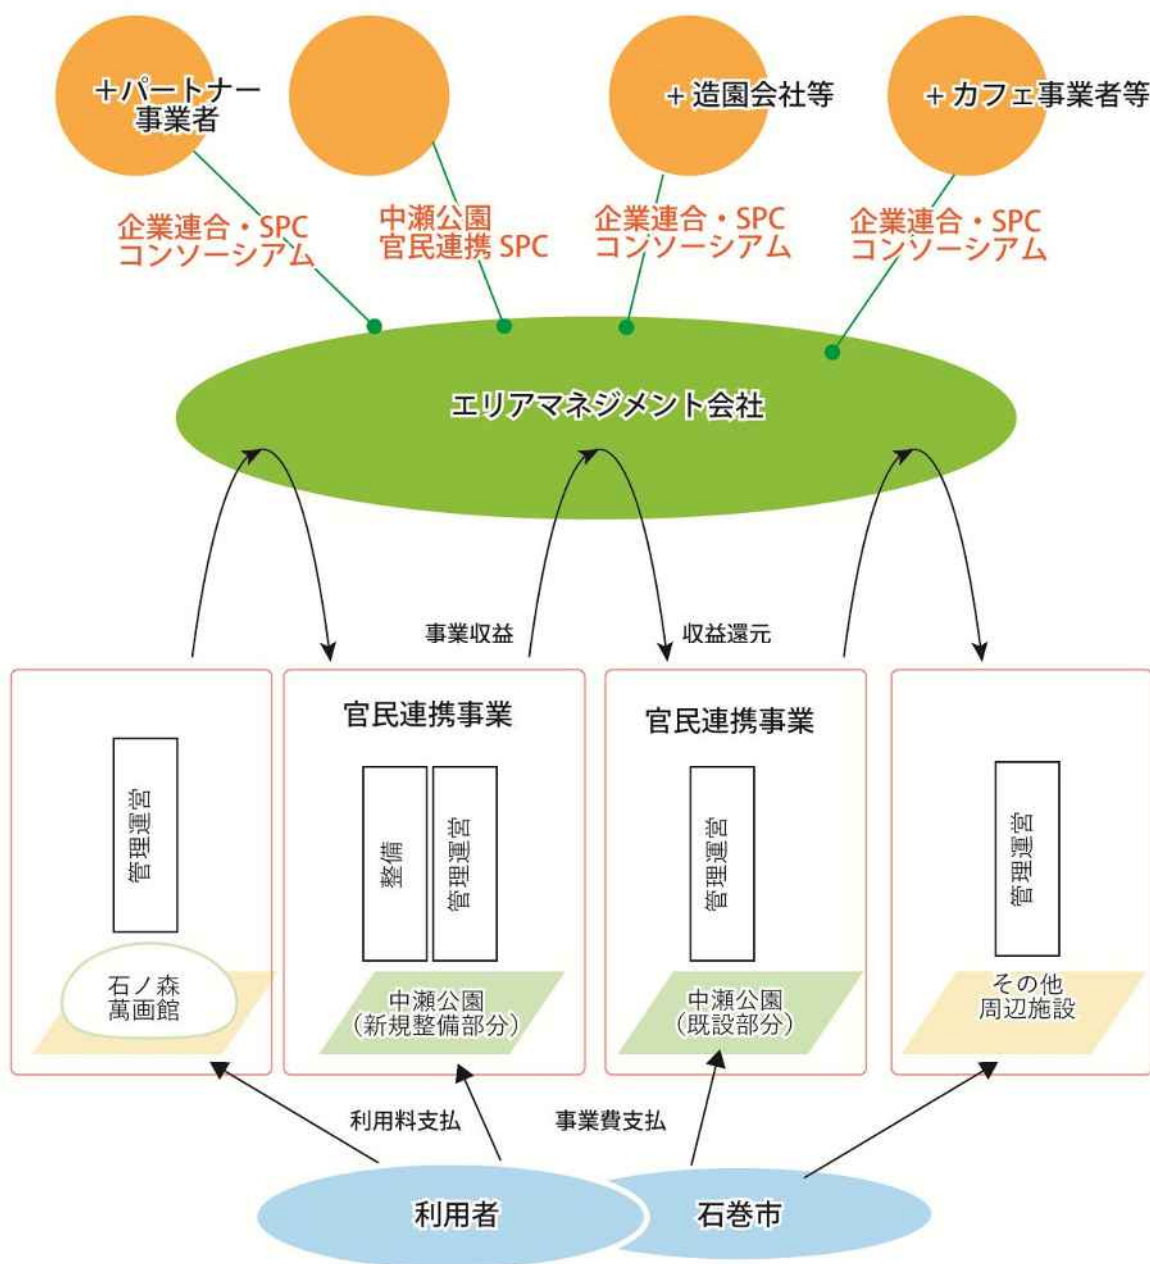 ＋パートナー
事業者
＋造園会社等
＋カフェ事業者等
企業連合・SPC
コンソーシアム
中瀬公園
官民連携 SPC
企業連合・SPC
コンソーシアム
企業連合・SPC
コンソーシアム
エリアマネジメント会社
事業収益
収益還元
管理運営
石ノ森
萬画館
官民連携事業
整備
管理運営
中瀬公園
（新規整備部分）
官民連携事業
管理運営
中瀬公園
（既設部分）
管理運営
その他
周辺施設
利用料支払
事業費支払
利用者
石巻市